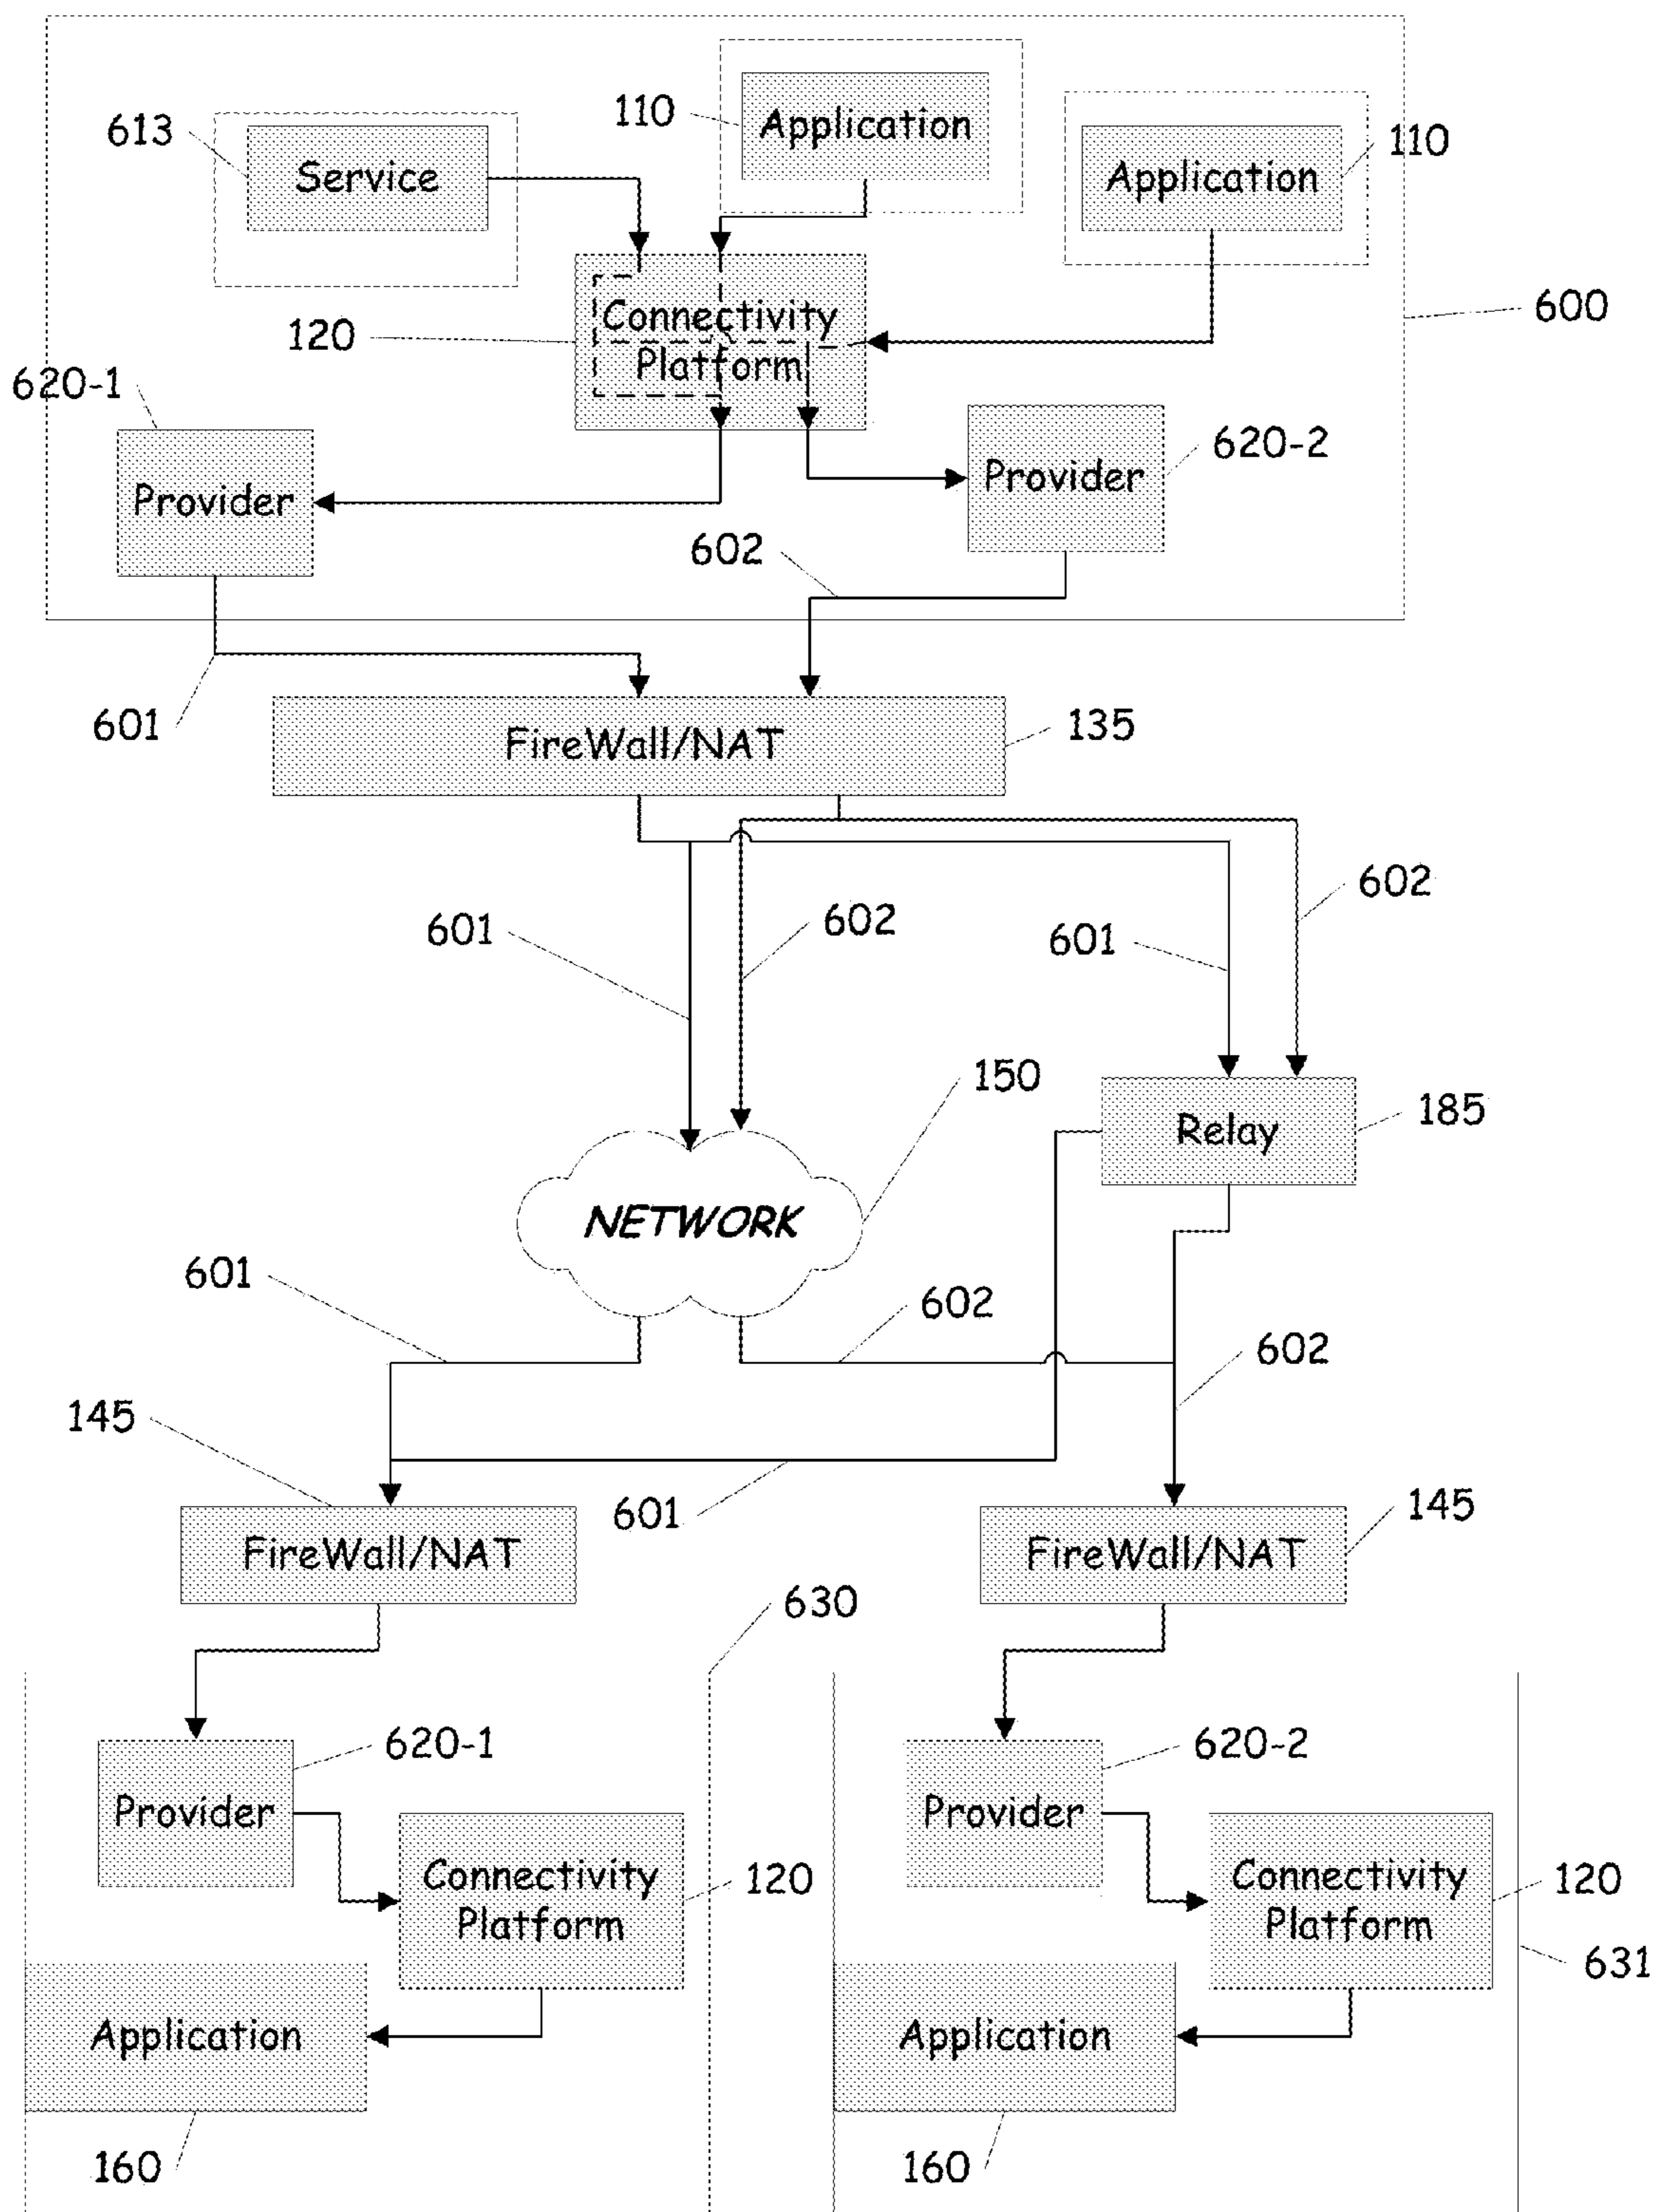 110
Application
613
Service
110
Application
600
120
Connectivity
Platform
620-1
Provider
620-2
Provider
602
601
FireWall/NAT
135
602
601
602
601
150
185
Relay
NETWORK
601
602
602
145
601
145
FireWall/NAT
FireWall/NAT
630
620-1
620-2
Provider
Provider
Connectivity
Platform
120
Connectivity
Platform
120
631
Application
Application
160
160